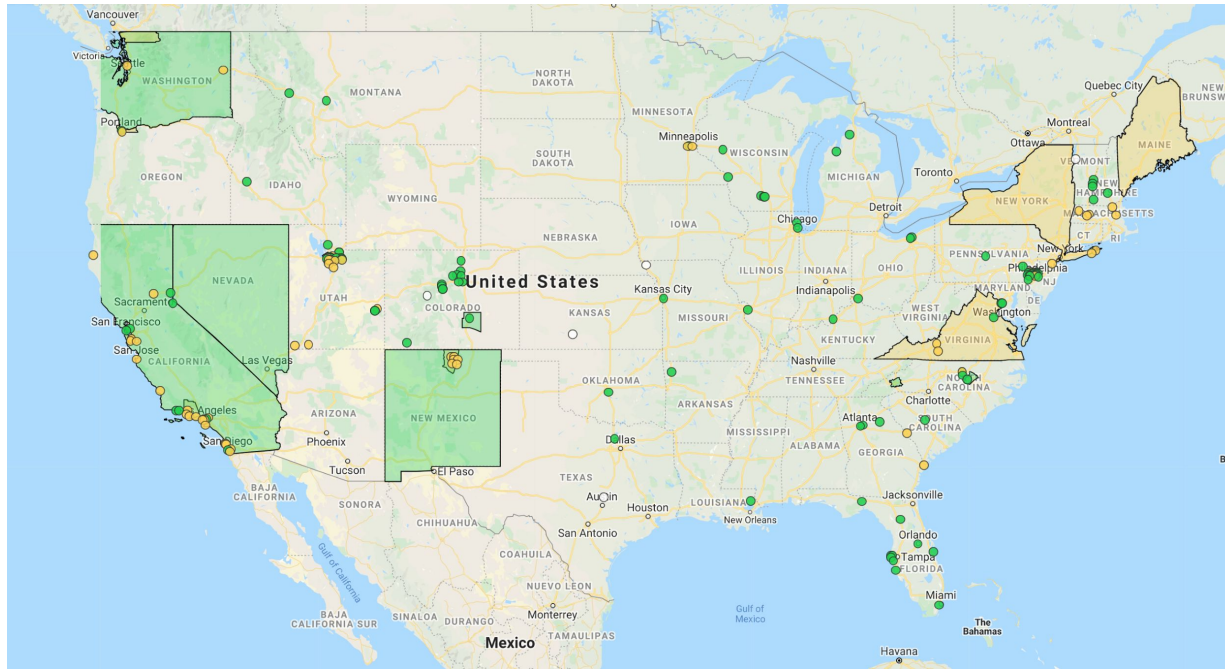 Vancouver
Victoria
Seattle
WASHINGTON
NORTH
DAKOTA
MONTANA
Quebec City
NEW
BRUNSW
MINNESOTA
Portland
Montreal
Ottawa
Minneapolis
MAINE
SOUTH
DAKOTA
WISCONSIN
VERMONT
OREGON
IDAHO
Toronto
MICHIGAN
NEW
HAMPSHIRE
WYOMING
NEW YORK
Detroit
Chicago
MASSACHUSETTS
IOWA
CT
RI
NEBRASKA
New York
PENNSYLVANIA
NEVADA
Philadelphia
ILLINOIS
INDIANA
OHIO
United States
MARYLAND
NJ
Sacramento
UTAH
Kansas City
Indianapolis
DE
COLORADO
WEST
VIRGINIA
Washington
San Francisco
KANSAS
MISSOURI
San Jose
KENTUCKY
VIRGINIA
CALIFORNIA
Las Vegas
Nashville
OKLAHOMA
TENNESSEE
NORTH
CAROLINA
ARKANSAS
Charlotte
Angeles
ARIZONA
NEW MEXICO
Atlanta
SOUTH
CAROLINA
San Diego
Phoenix
MISSISSIPPI
Dallas
ALABAMA
GEORGIA
Tucson
El Paso
TEXAS
BAJA
CALIFORNIA
LOUISIANA
Jacksonville
SONORA
Austin
Houston
New Orleans
CHIHUAHUA
San Antonio
Orlando
Tampa
COAHUILA
FLORIDA
Gulf of
California
NUEVO LEON
Miami
BAJA
CALIFORNIA SUR
SINALOA
DURANGO
Monterrey
Gulf of
Mexico
The
Bahamas
TAMAULIPAS
Mexico
Havana